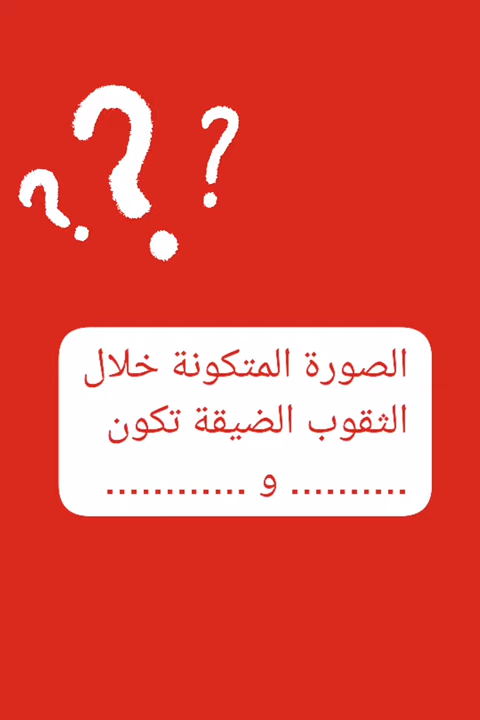 ؟ ؟ ؟
الصورة المتكونة خلال
الثقوب الضيقة تكون
.......... و ............